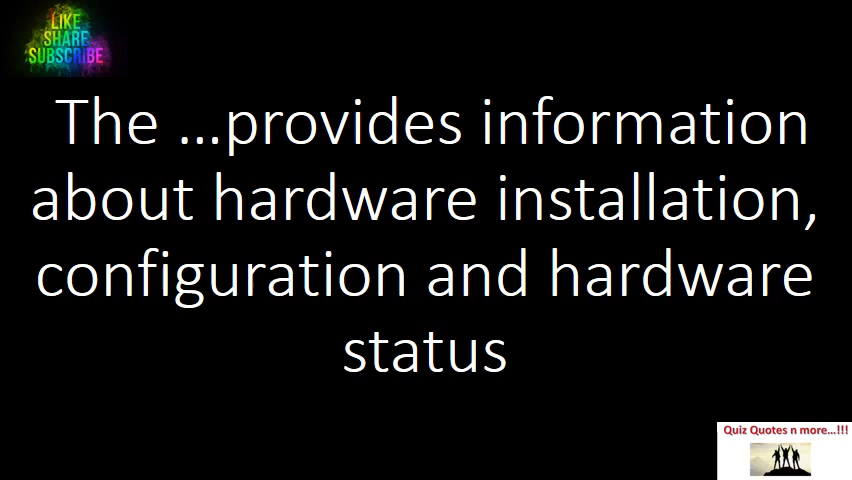 LIKE
SHARE
SUBSCRIBE
The ...provides information
about hardware installation,
configuration and hardware
status
Quiz Quotes n more...!!!